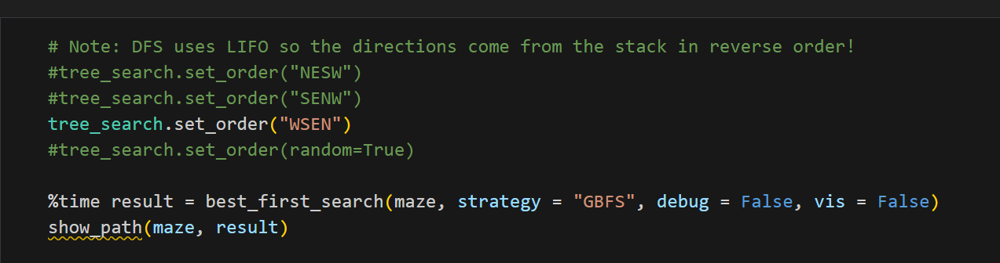 # Note: DFS uses LIFO so the directions come from the stack in reverse order!
#tree_search.set_order("NESW")
#tree_search.set_order("SENW")
tree_search.set_order("WSEN")
#tree_search.set_order(random=True)
%time result = best_first_search(maze, strategy = "GBFS", debug = False, vis = False)
show_path(maze, result)